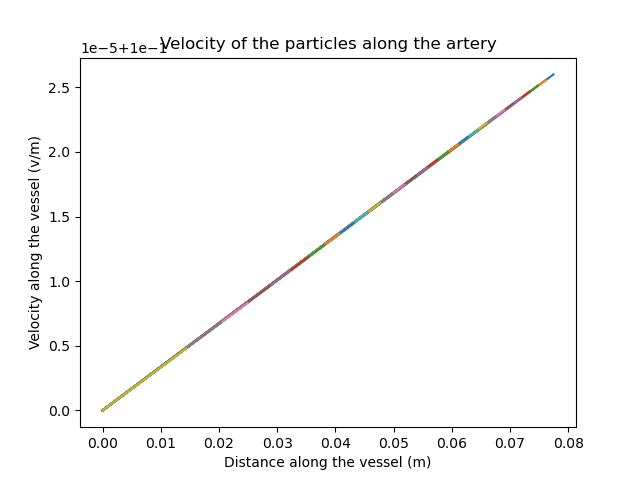 Velocity of the particles along the artery
1e−5+1e−1
2.5
2.0
1.5
1.0
0.5
0.0
Velocity along the vessel (v/m)
0.00 0.01 0.02 0.03 0.04 0.05 0.06 0.07 0.08
Distance along the vessel (m)